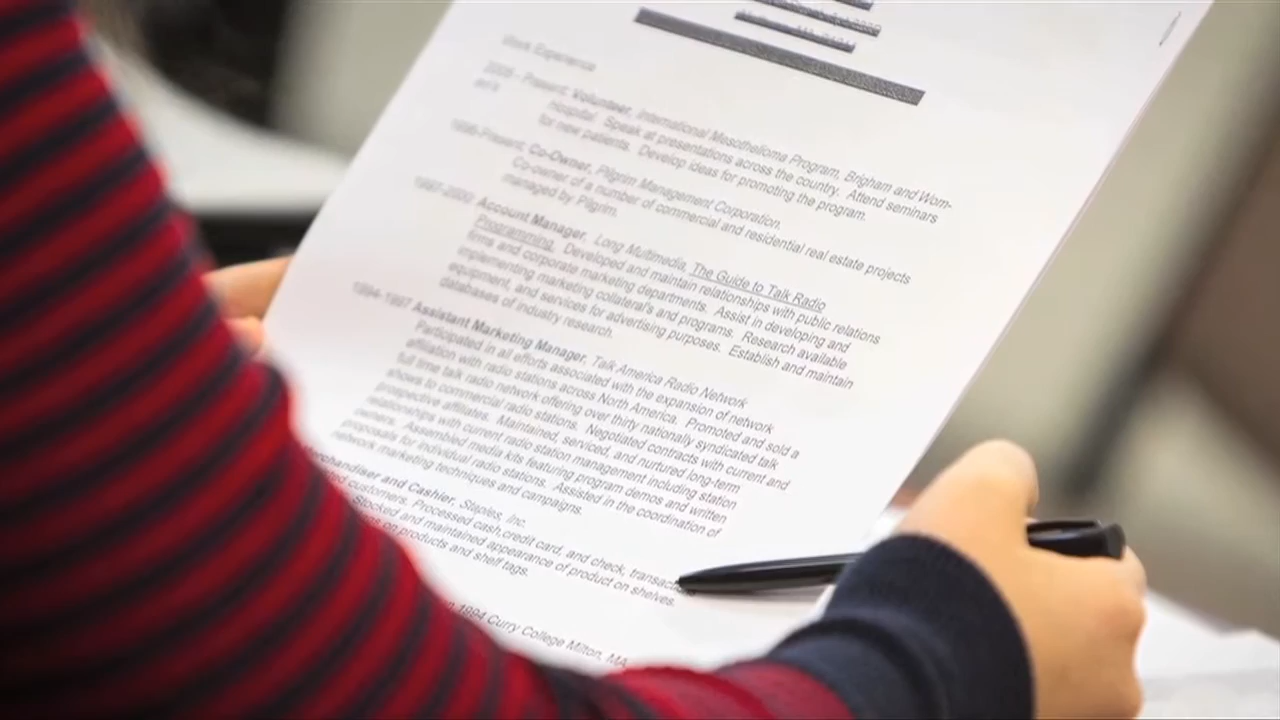 Work Experience
Present, Volunteer, International Mesothelioma Program, Brigham and Wom-
en's hospital. Speak at presentations across the country. Attend seminars
for new patients. Develop ideas for promoting the program.
Present, Co-Owner, Pilgrim Management Corporation.
Co-owner of a number of commercial and residential real estate projects
managed by Pilgrim.
1997-2002 Account Manager, Long Multimedia, The Guide to Talk Radio
Programming. Developed and maintain relationships with public relations
firms and corporate marketing departments. Assist in developing and
implementing marketing collateral's and programs. Research available
equipment, and services for advertising purposes. Establish and maintain
databases of industry research.
1994-1997 Assistant Marketing Manager, Talk America Radio Network
Participated in all efforts associated with the expansion of network
affiliation with radio stations across North America. Promoted and sold a
full time talk radio network offering over thirty nationally syndicated talk
shows to commercial radio stations. Negotiated contracts with current and
prospective affiliates. Maintained, serviced, and nurtured long-term
relationships with current radio station management including station
owners. Assembled media kits featuring program demos and written
proposals for individual radio stations. Assisted in the coordination of
network marketing techniques and campaigns.
Merchandiser and Cashier, Staples, Inc.
customers. Processed cash, credit card, and check, transactions
Stocked and maintained appearance of product on shelves.
on products and shelf tags.
1994 Curry College Milton, MA